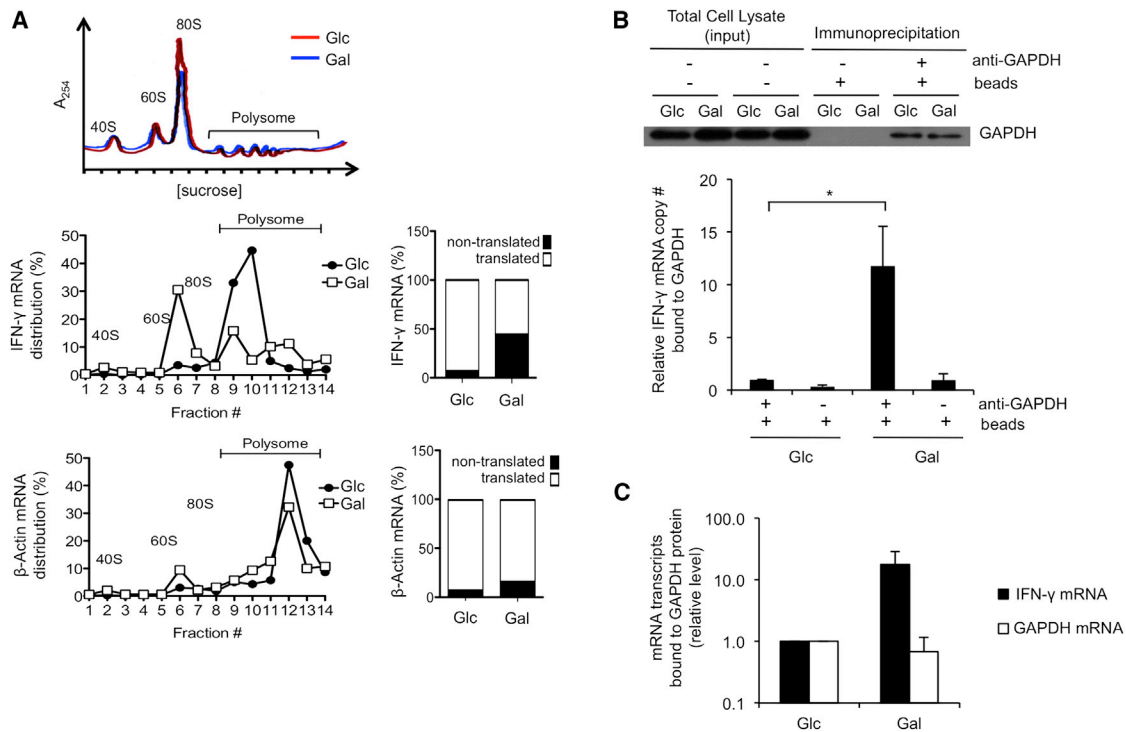 A
80S
Glc
Gal
60S
40S
Polysome
A254
[sucrose]
Polysome
150
non-translated
translated
50
40
30
20
10
0
Glc
Gal
80S
60S
40S
IFN-γ mRNA
distribution (%)
1 2 3 4 5 6 7 8 9 10 11 12 13 14
Fraction #
100
50
0
IFN-γ mRNA (%)
Glc Gal
Polysome
150
non-translated
translated
50
40
30
20
10
0
Glc
Gal
80S
60S
40S
β-Actin mRNA
distribution (%)
1 2 3 4 5 6 7 8 9 10 11 12 13 14
Fraction #
100
50
0
β-Actin mRNA (%)
Glc Gal
B
Total Cell Lysate
(input)
Immunoprecipitation
- - - + anti-GAPDH
- - + + beads
Glc Gal Glc Gal Glc Gal Glc Gal
GAPDH
20
15
10
5
0
*
Relative IFN-γ mRNA copy #
bound to GAPDH
+ - + - anti-GAPDH
+ + + + beads
Glc Gal
C
100.0
10.0
1.0
0.1
mRNA transcripts
bound to GAPDH protein
(relative level)
IFN-γ mRNA
GAPDH mRNA
Glc Gal